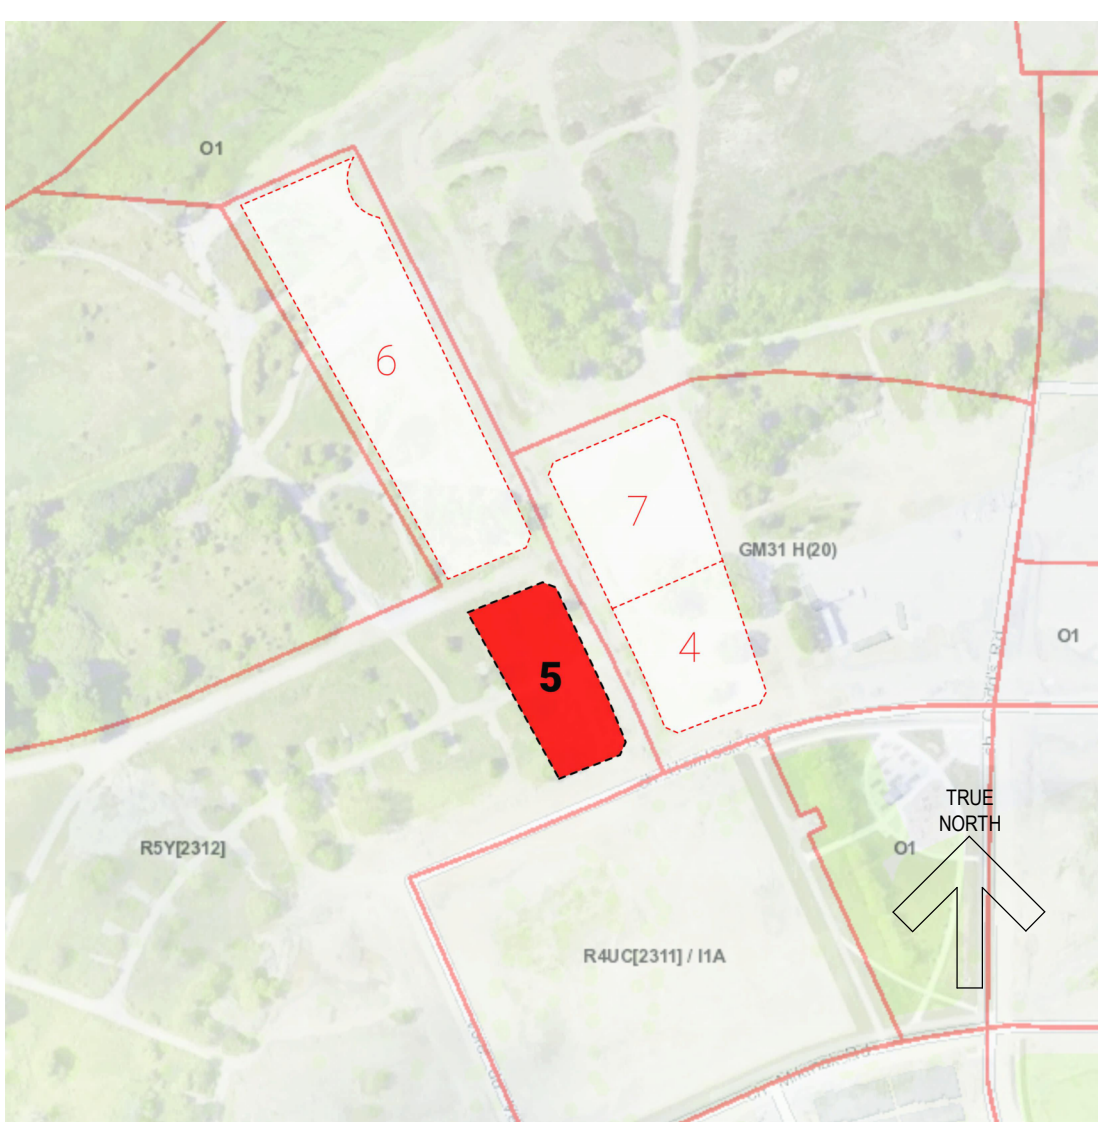 O1
6
7
GM31 H(20)
4
O1
5
TRUE
NORTH
R5Y[2312]
O1
R4UC[2311] / I1A